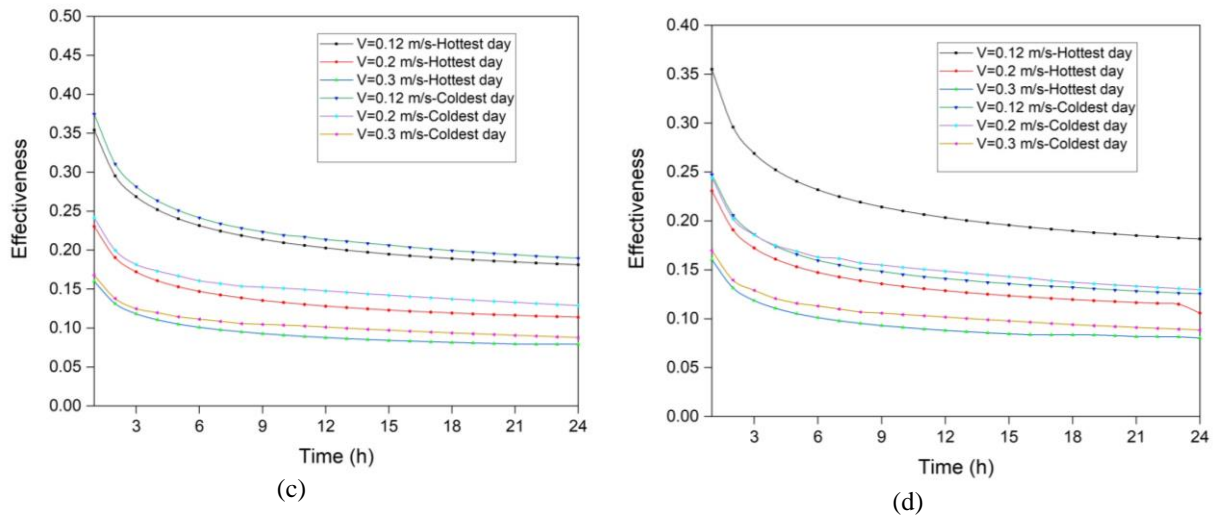 0.50
0.45
0.40
0.35
0.30
0.25
0.20
0.15
0.10
0.05
0.00
Effectiveness
V=0.12 m/s-Hottest day
V=0.2 m/s-Hottest day
V=0.3 m/s-Hottest day
V=0.12 m/s-Coldest day
V=0.2 m/s-Coldest day
V=0.3 m/s-Coldest day
3 6 9 12 15 18 21 24
Time (h)
(c)
0.40
0.35
0.30
0.25
0.20
0.15
0.10
0.05
0.00
Effectiveness
V=0.12 m/s-Hottest day
V=0.2 m/s-Hottest day
V=0.3 m/s-Hottest day
V=0.12 m/s-Coldest day
V=0.2 m/s-Coldest day
V=0.3 m/s-Coldest day
3 6 9 12 15 18 21 24
Time (h)
(d)